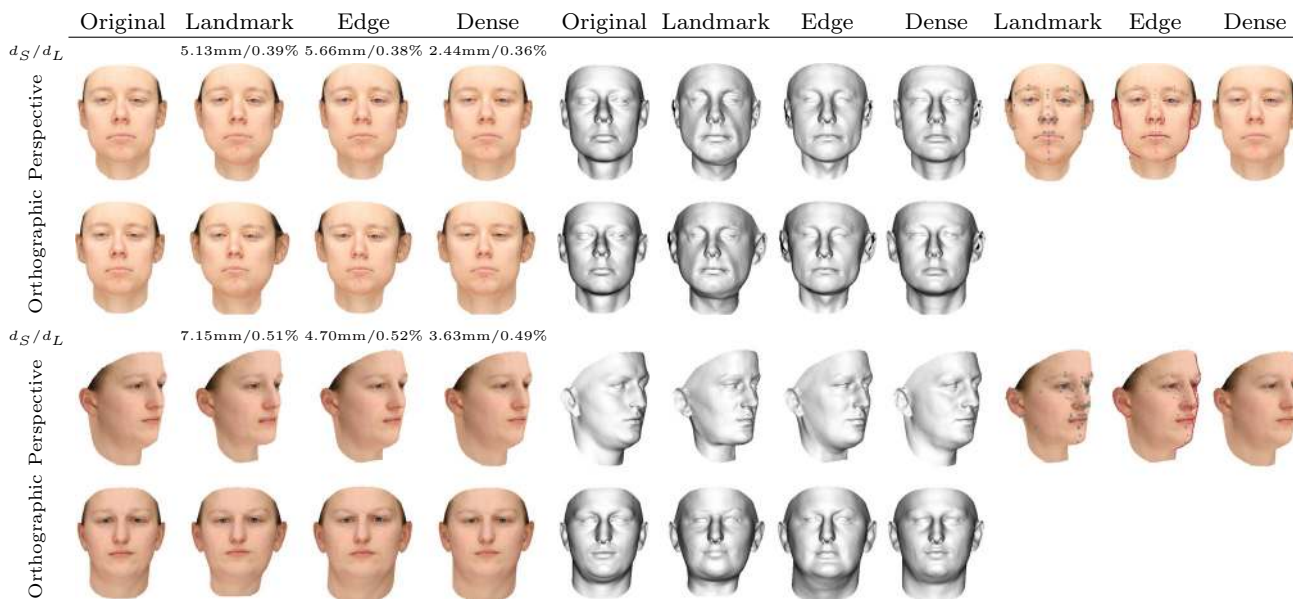 Original Landmark Edge Dense Original Landmark Edge Dense Landmark Edge Dense
d_S/d_L 5.13mm/0.39% 5.66mm/0.38% 2.44mm/0.36%
Perspective
Orthographic
d_S/d_L 7.15mm/0.51% 4.70mm/0.52% 3.63mm/0.49%
Perspective
Orthographic